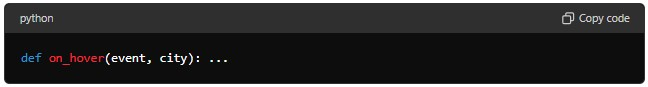 python
Copy code
def on_hover(event, city): ...